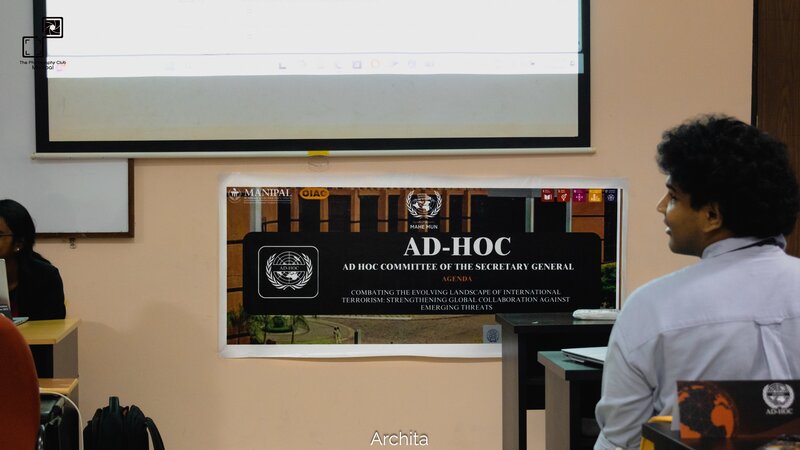 The Photography Club
Manipal
MANIPAL
OIAC
MAHE MUN
AD-HOC
AD-HOC
AD HOC COMMITTEE OF THE SECRETARY GENERAL
AGENDA
COMBATING THE EVOLVING LANDSCAPE OF INTERNATIONAL
TERRORISM: STRENGTHENING GLOBAL COLLABORATION AGAINST
EMERGING THREATS
AD-HOC
Archita